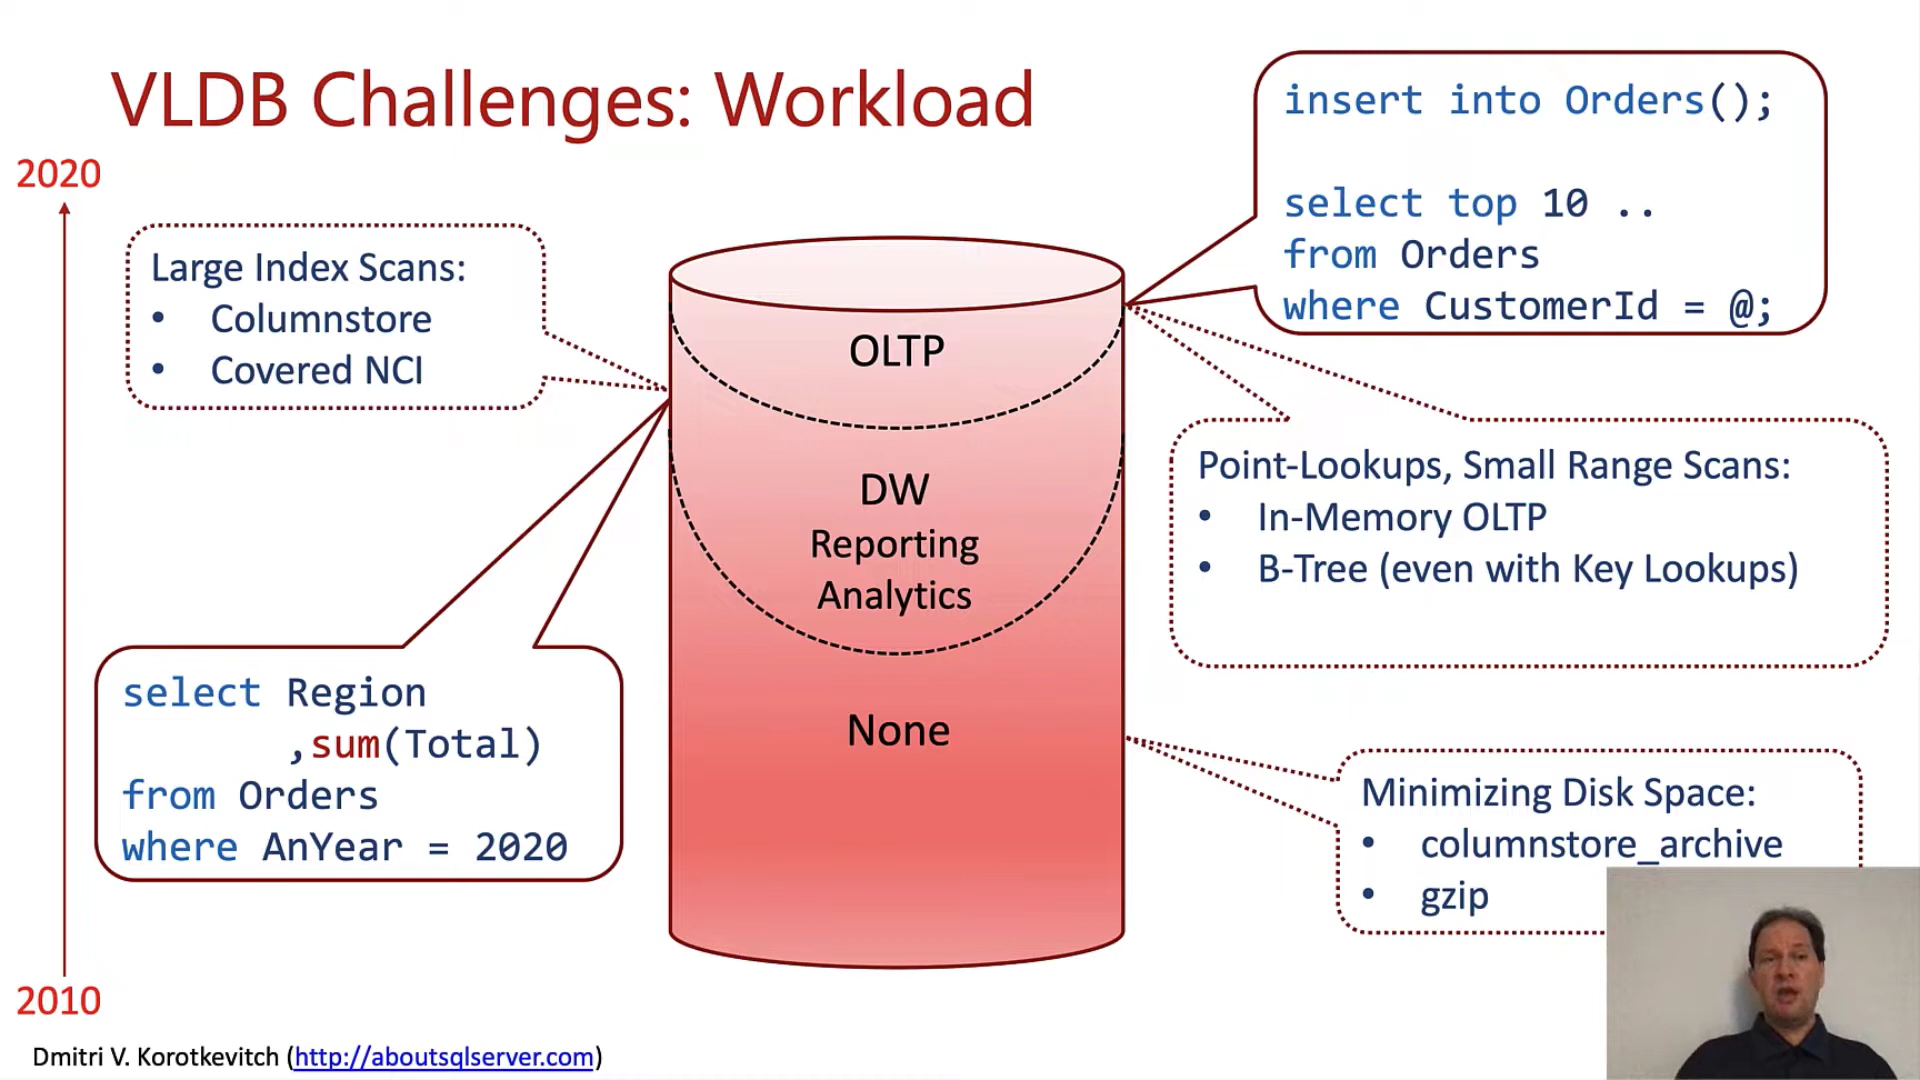 VLDB Challenges: Workload
insert into Orders();
select top 10 ..
from Orders
where CustomerId = @;
2020
Large Index Scans:
• Columnstore
• Covered NCI
OLTP
Point-Lookups, Small Range Scans:
• In-Memory OLTP
• B-Tree (even with Key Lookups)
DW
Reporting
Analytics
select Region
,sum(Total)
from Orders
where AnYear = 2020
None
Minimizing Disk Space:
• columnstore_archive
• gzip
2010
Dmitri V. Korotkevitch (http://aboutsqlserver.com)